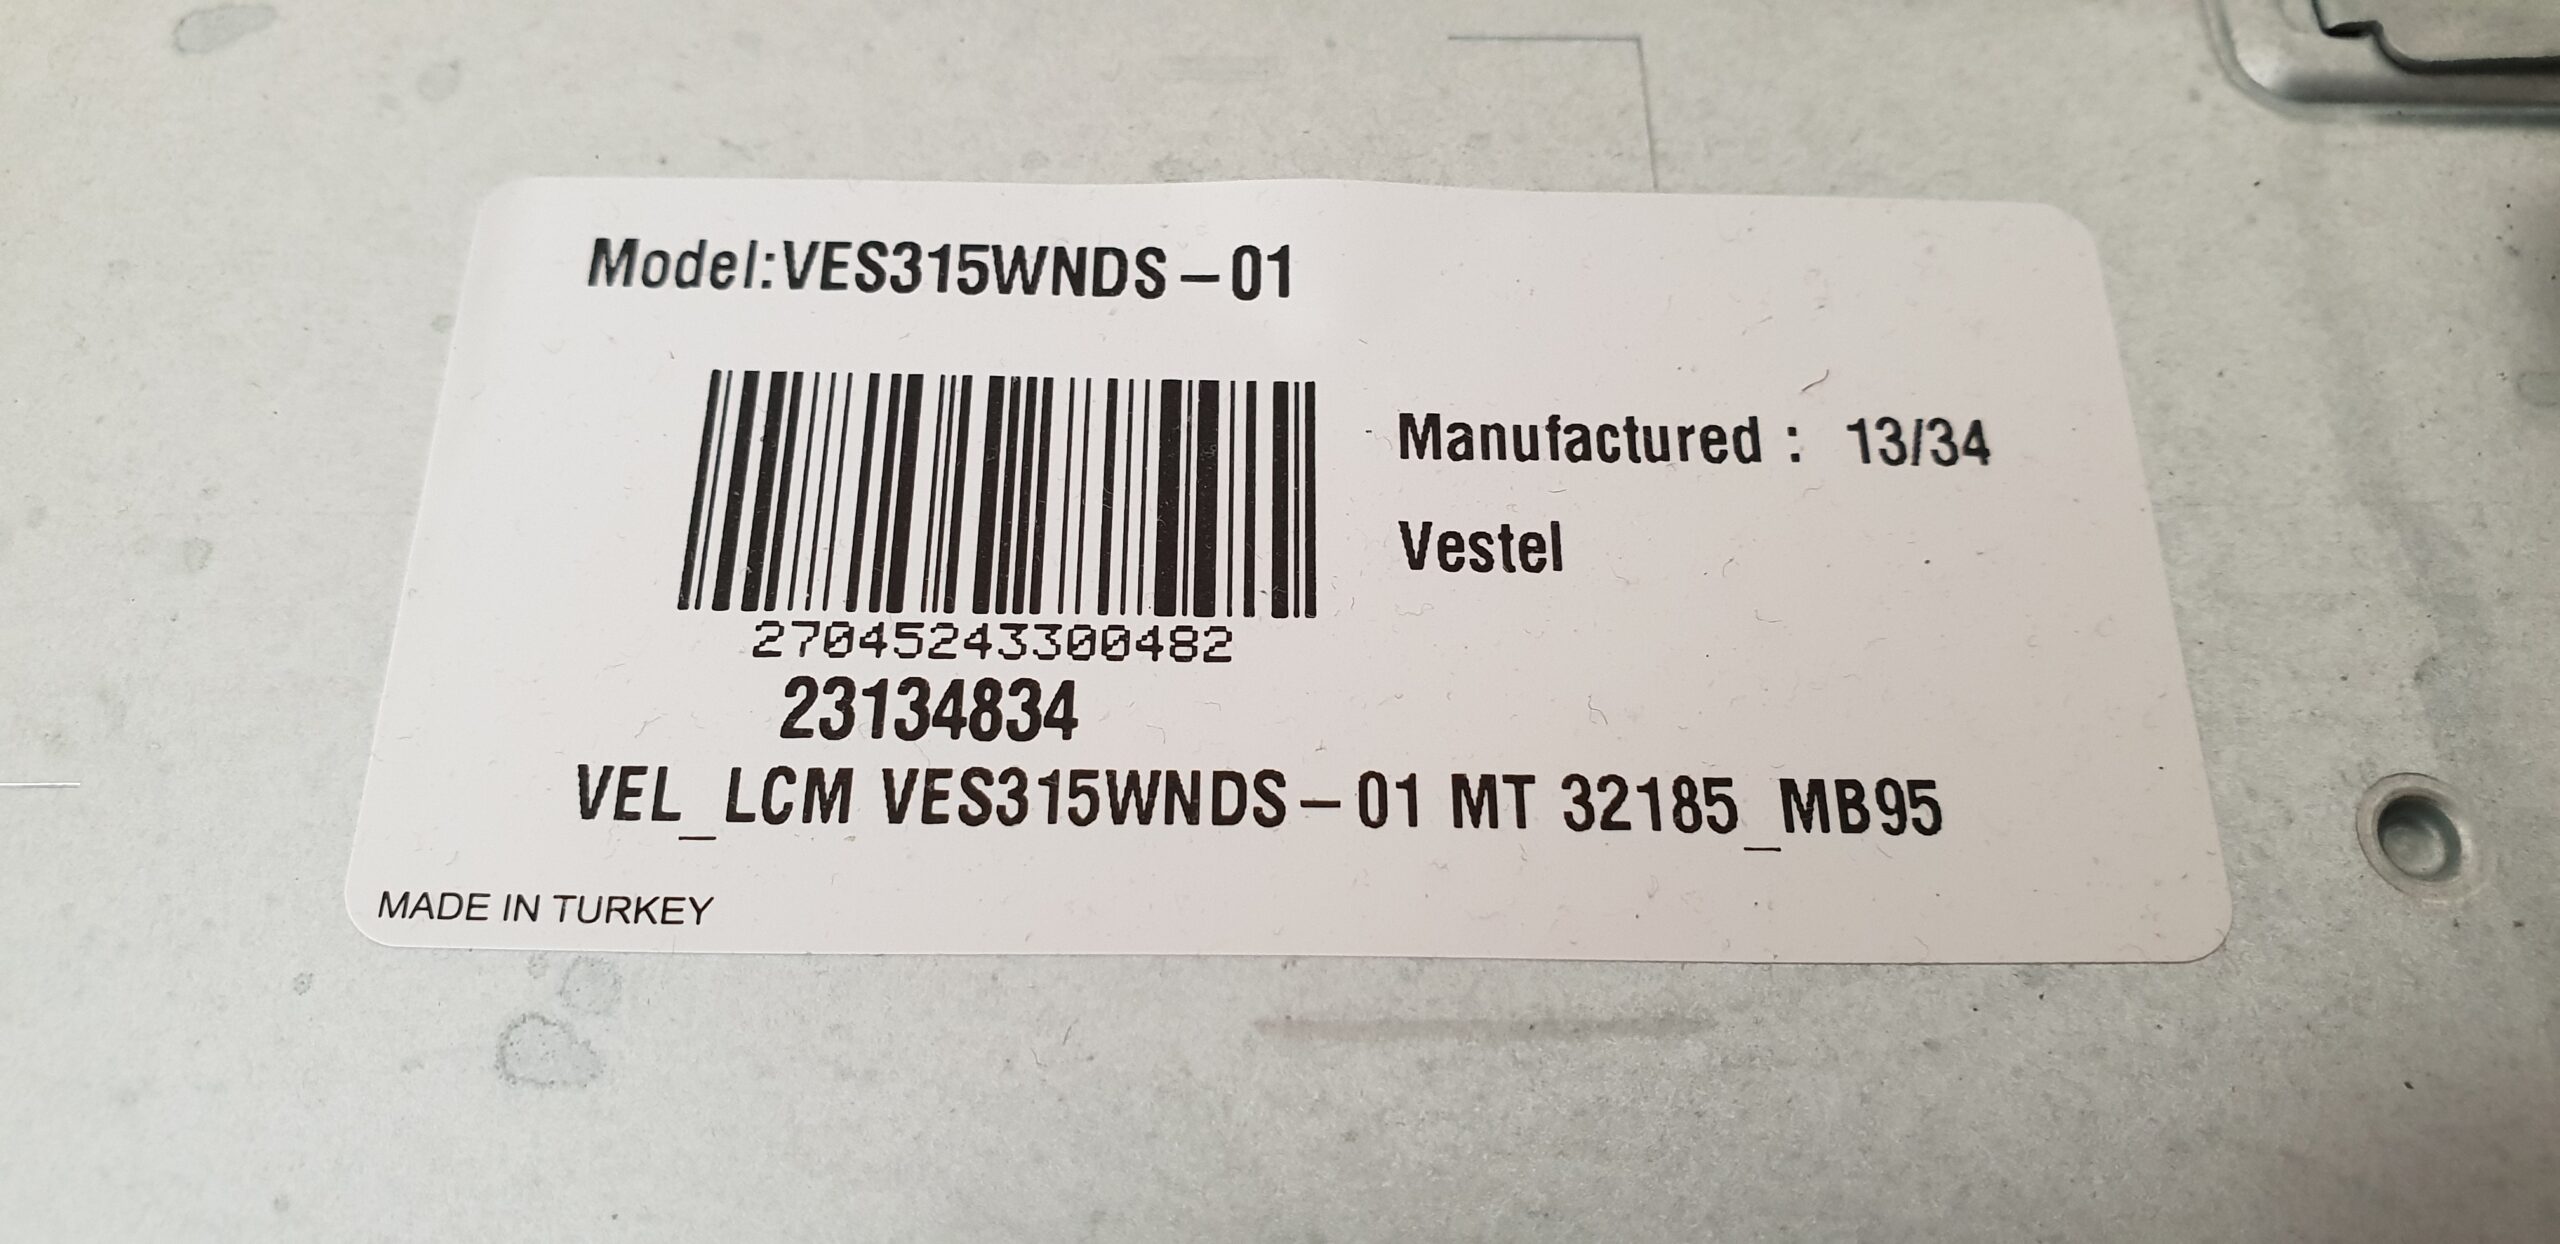 Model:VES315WNDS-01
27045243300482
Manufactured : 13/34
Vestel
23134834
VEL_LCM VES315WNDS-01 MT 32185_MB95
MADE IN TURKEY